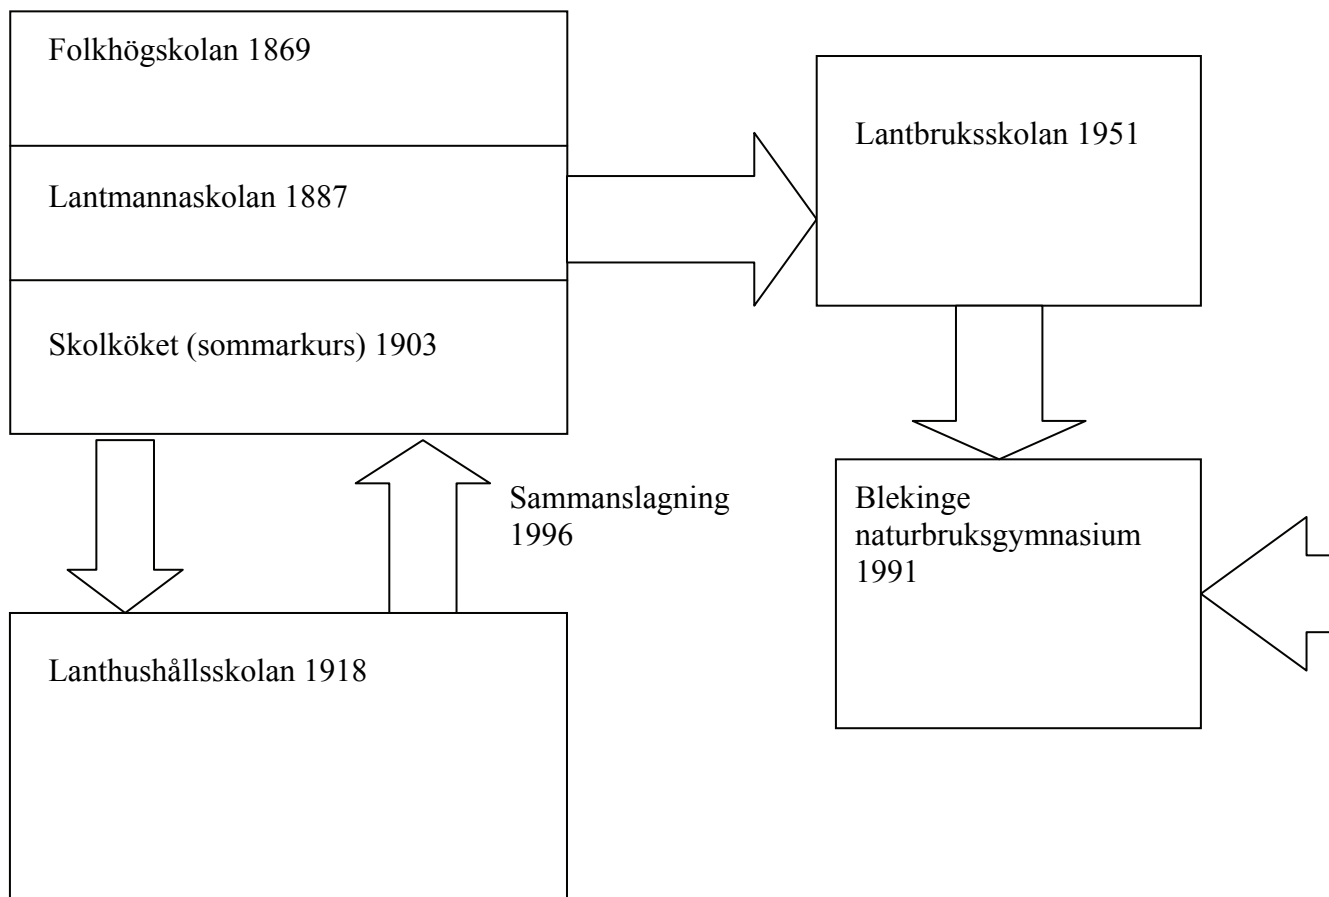 Folkhögskolan 1869
Lantmannaskolan 1887
Skolköket (sommarkurs) 1903
Lantbruksskolan 1951
Sammanslagning
1996
Blekinge
naturbruksgymnasium
1991
Lanthushållsskolan 1918